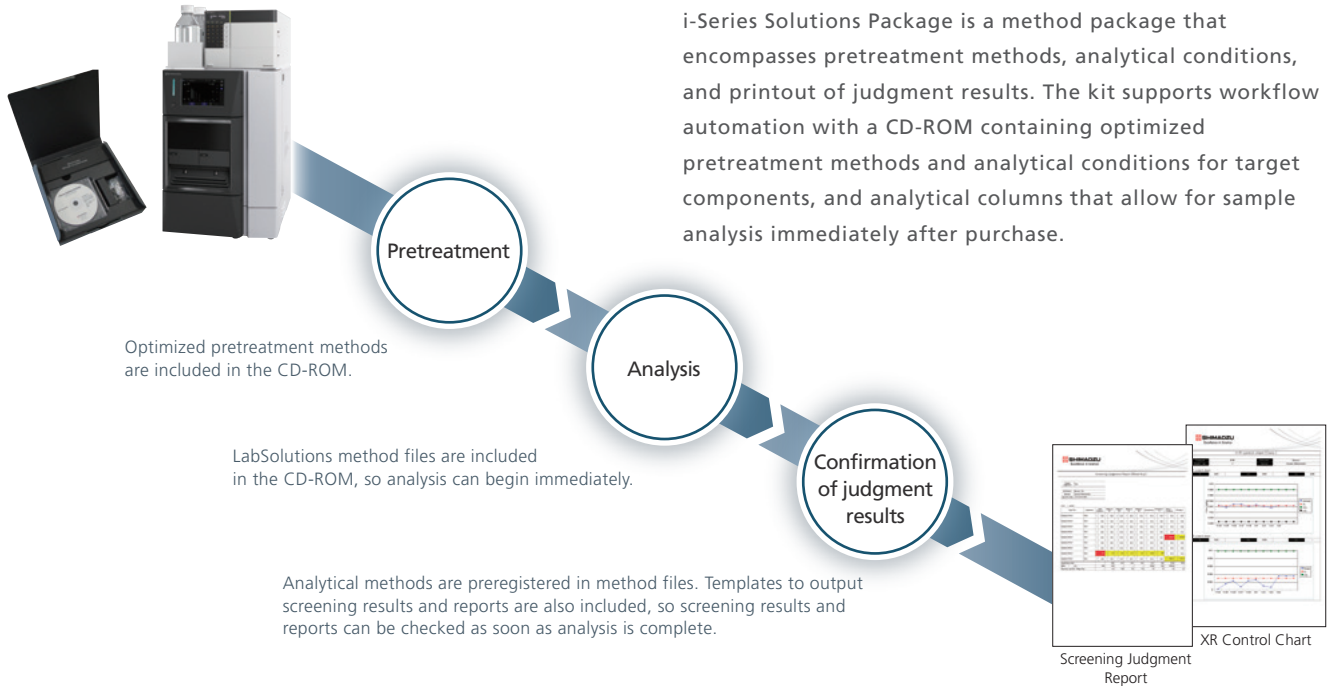 i-Series Solutions Package is a method package that
encompasses pretreatment methods, analytical conditions,
and printout of judgment results. The kit supports workflow
automation with a CD-ROM containing optimized
pretreatment methods and analytical conditions for target
components, and analytical columns that allow for sample
analysis immediately after purchase.
Pretreatment
Optimized pretreatment methods
are included in the CD-ROM.
Analysis
LabSolutions method files are included
in the CD-ROM, so analysis can begin immediately.
Confirmation
of judgment
results
Analytical methods are preregistered in method files. Templates to output
screening results and reports are also included, so screening results and
reports can be checked as soon as analysis is complete.
SHIMADZU
SHIMADZU
Screening Judgment
Report
XR Control Chart